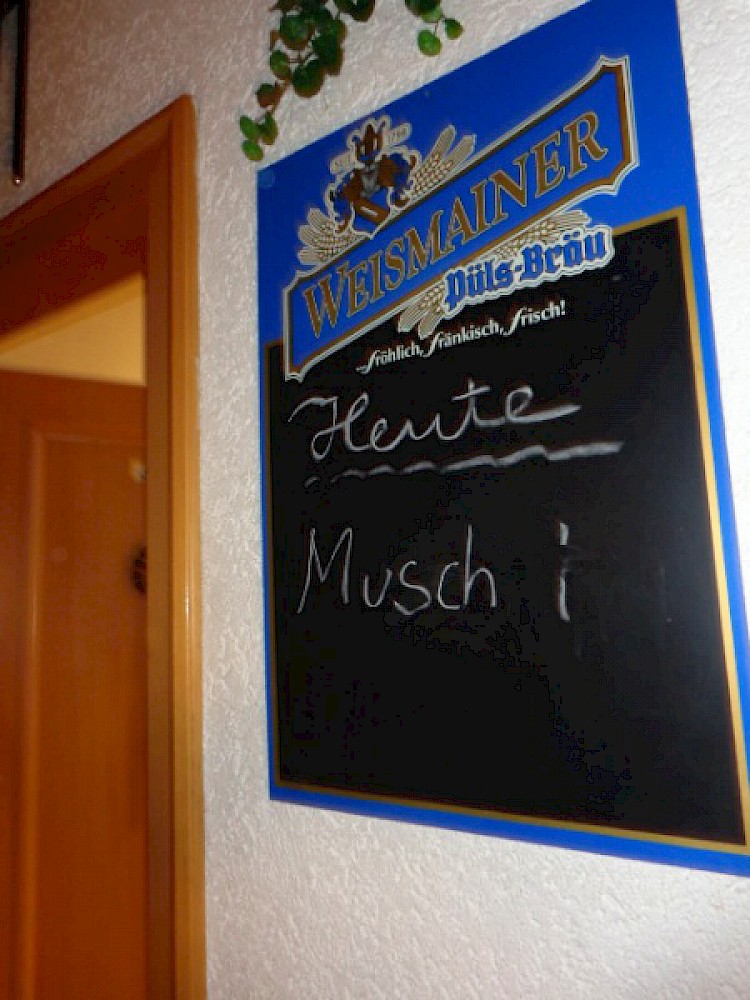 WEISMAINER
Püls-Bräu
...fröhlich, fränkisch, frisch!
Heute
Musch i